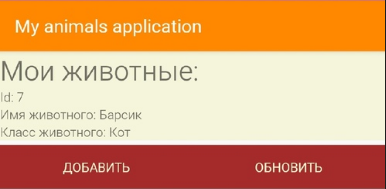 My animals application
Мои животные:
Id: 7
Имя животного: Барсик
Класс животного: Кот
ДОБАВИТЬ ОБНОВИТЬ